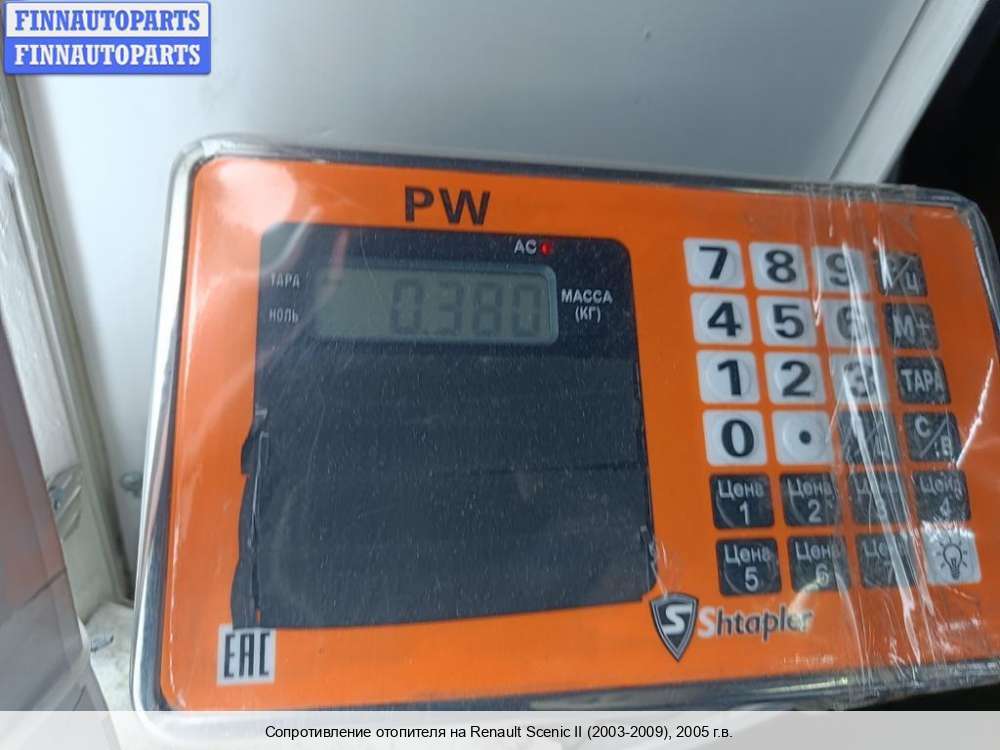 FINNAUTOPARTS
FINNAUTOPARTS
PW
AC
ТАРА
НОЛЬ
0.380
МАССА
(КГ)
7 8 9
4 5 6 М+
1 2 3 ТАРА
0 •
Цена 1 Цена 2 Цена 3 Цена 4
Цена 5 Цена 6
S Shtapler
EAC
Сопротивление отопителя на Renault Scenic II (2003-2009), 2005 г.в.